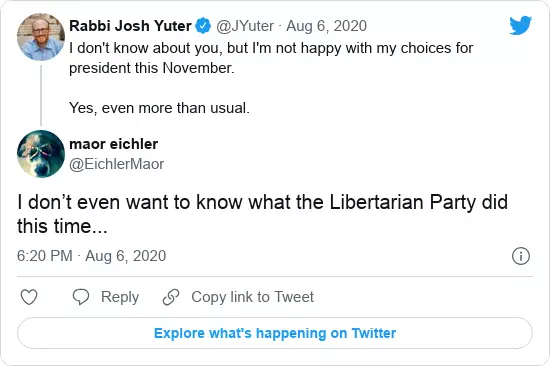 Rabbi Josh Yuter @JYuter · Aug 6, 2020
I don't know about you, but I'm not happy with my choices for
president this November.
Yes, even more than usual.
maor eichler
@EichlerMaor
I don’t even want to know what the Libertarian Party did
this time...
6:20 PM · Aug 6, 2020
Reply Copy link to Tweet
Explore what's happening on Twitter